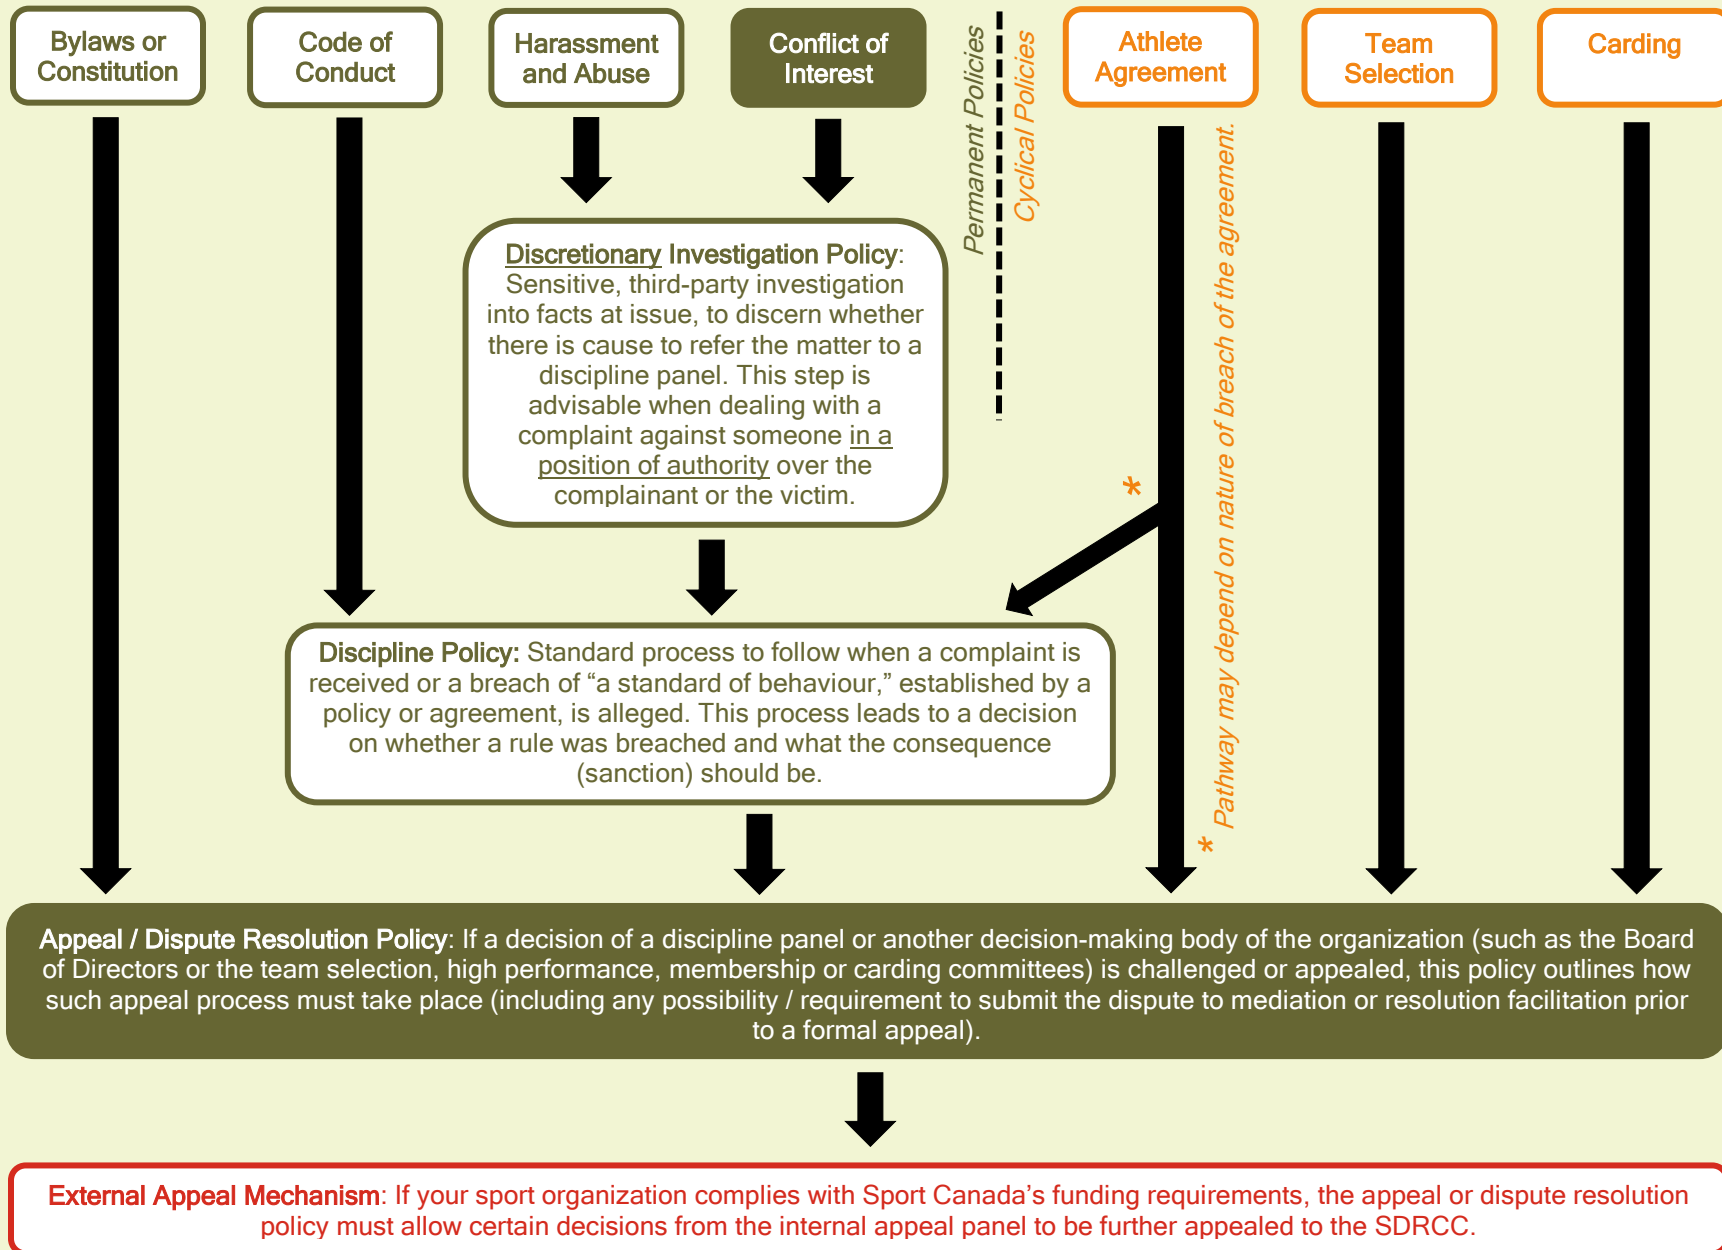 Bylaws or
Constitution
Code of
Conduct
Harassment
and Abuse
Conflict of
Interest
Permanent Policies
Cyclical Policies
Athlete
Agreement
Team
Selection
Carding
Discretionary Investigation Policy:
Sensitive, third-party investigation
into facts at issue, to discern whether
there is cause to refer the matter to a
discipline panel. This step is
advisable when dealing with a
complaint against someone in a
position of authority over the
complainant or the victim.
*
* Pathway may depend on nature of breach of the agreement.
Discipline Policy: Standard process to follow when a complaint is
received or a breach of “a standard of behaviour,” established by a
policy or agreement, is alleged. This process leads to a decision
on whether a rule was breached and what the consequence
(sanction) should be.
Appeal / Dispute Resolution Policy: If a decision of a discipline panel or another decision-making body of the organization (such as the Board
of Directors or the team selection, high performance, membership or carding committees) is challenged or appealed, this policy outlines how
such appeal process must take place (including any possibility / requirement to submit the dispute to mediation or resolution facilitation prior
to a formal appeal).
External Appeal Mechanism: If your sport organization complies with Sport Canada’s funding requirements, the appeal or dispute resolution
policy must allow certain decisions from the internal appeal panel to be further appealed to the SDRCC.